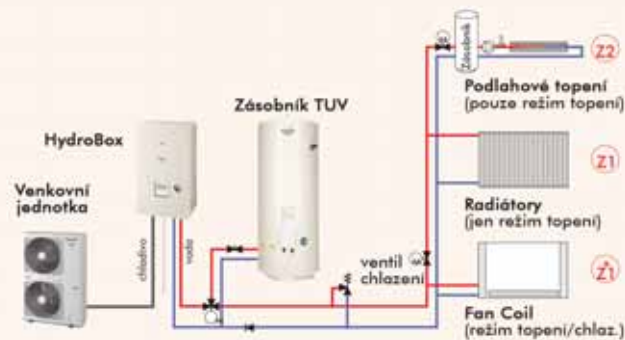 Zásobník
Z2
Podlahové topení
(pouze režim topení)
Zásobník TUV
HydroBox
Z1
Venkovní
jednotka
chladivo
voda
Radiátory
(jen režim topení)
ventil
chlazení
Z1
Fan Coil
(režim topení/chlaz.)